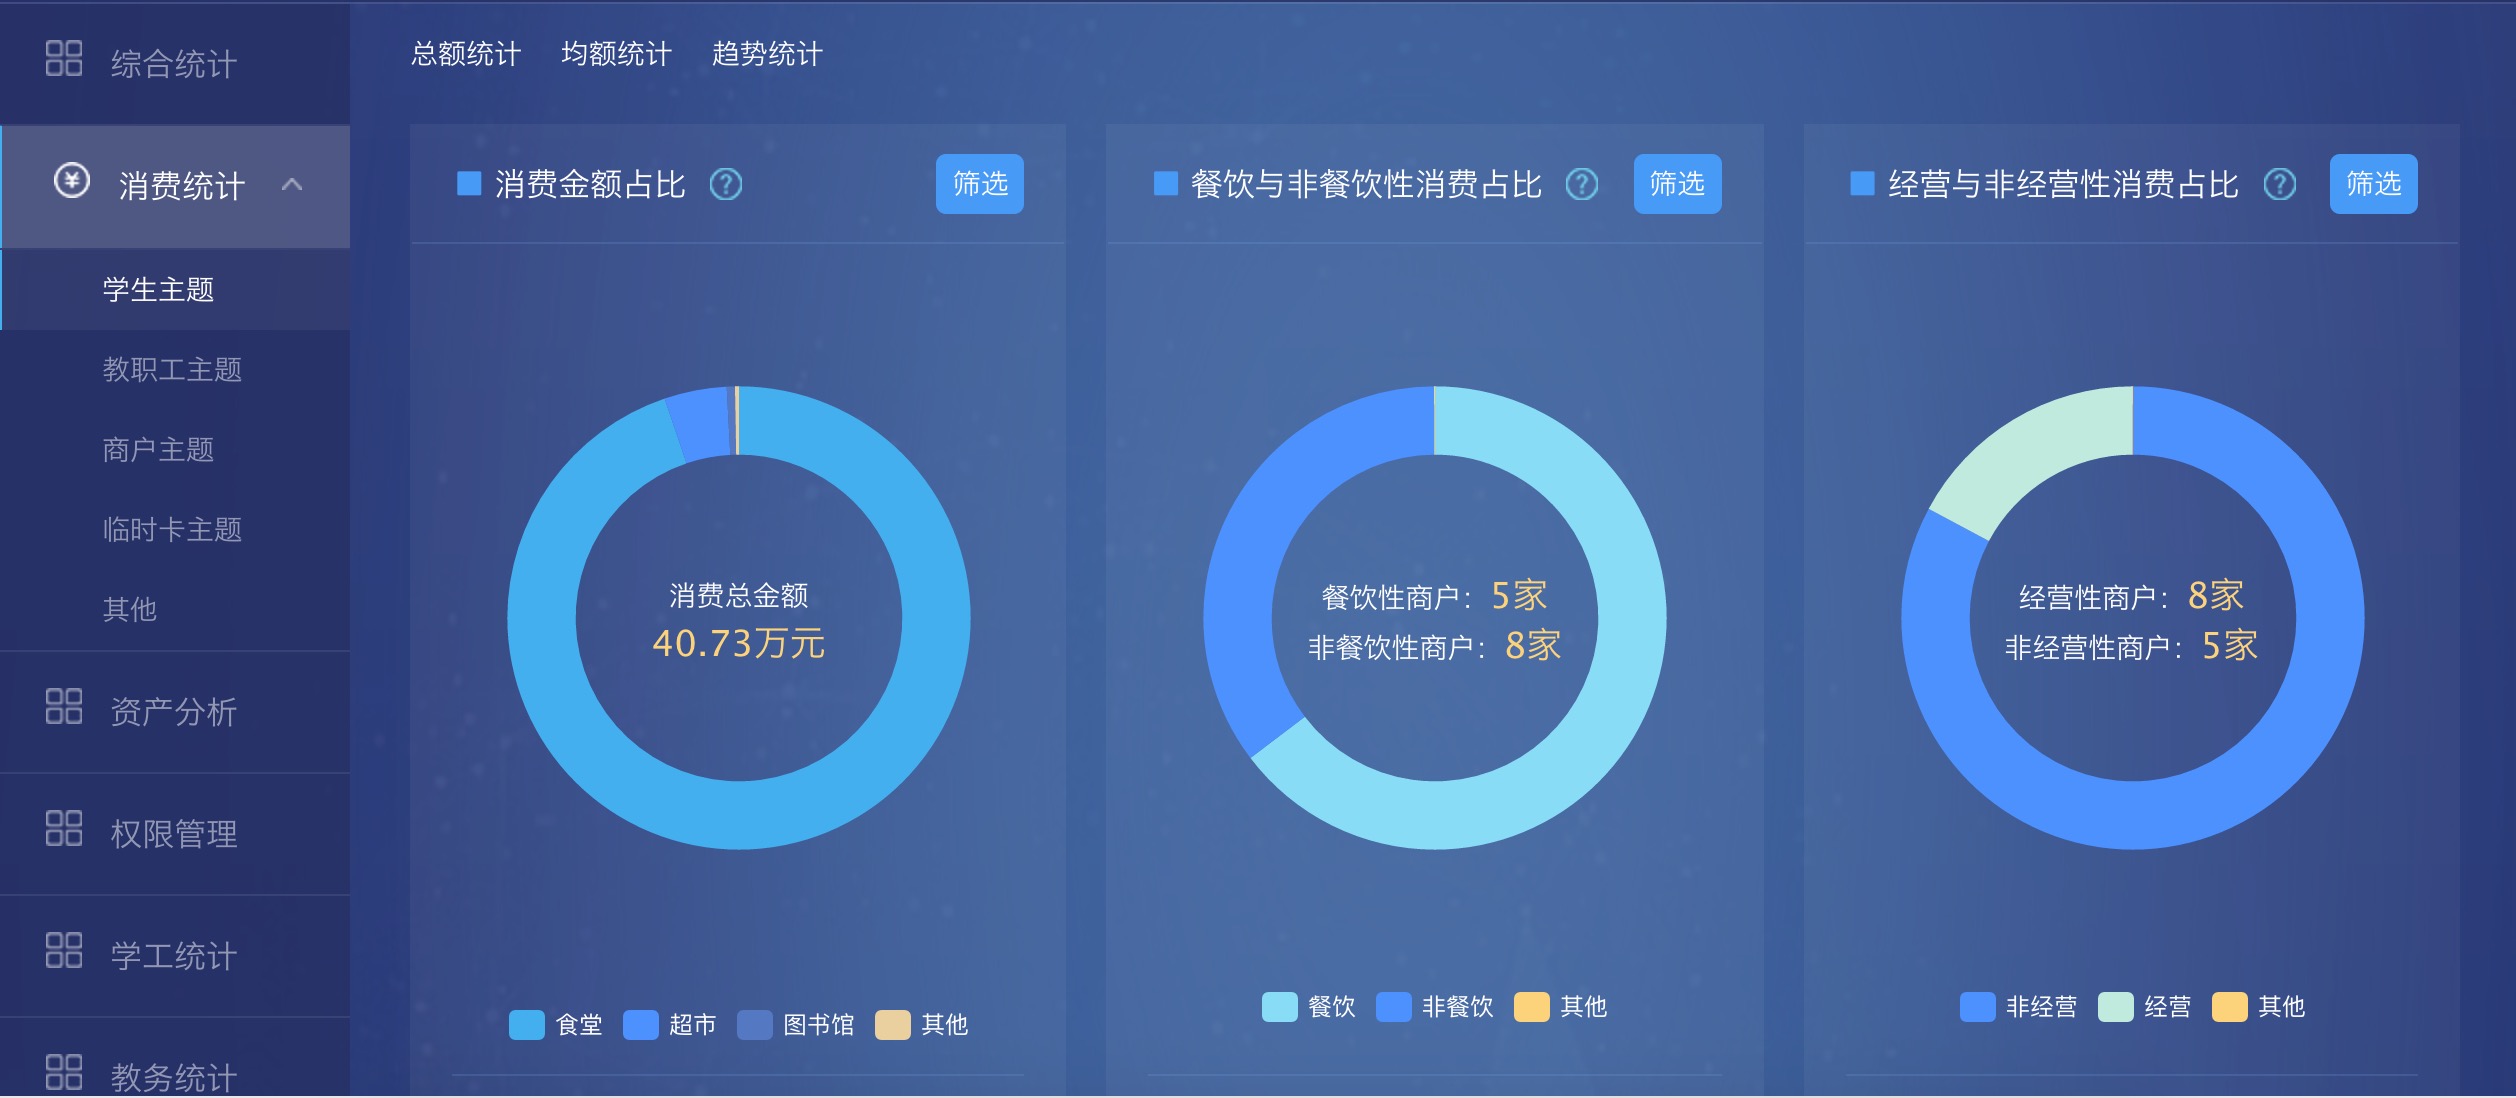 综合统计
消费统计
学生主题
教职工主题
商户主题
临时卡主题
其他
资产分析
权限管理
学工统计
教务统计
总额统计 均额统计 趋势统计
消费金额占比 ? 筛选
消费总金额
40.73万元
食堂 超市 图书馆 其他
餐饮与非餐饮性消费占比 ? 筛选
餐饮性商户: 5家
非餐饮性商户: 8家
餐饮 非餐饮 其他
经营与非经营性消费占比 ? 筛选
经营性商户: 8家
非经营性商户: 5家
非经营 经营 其他